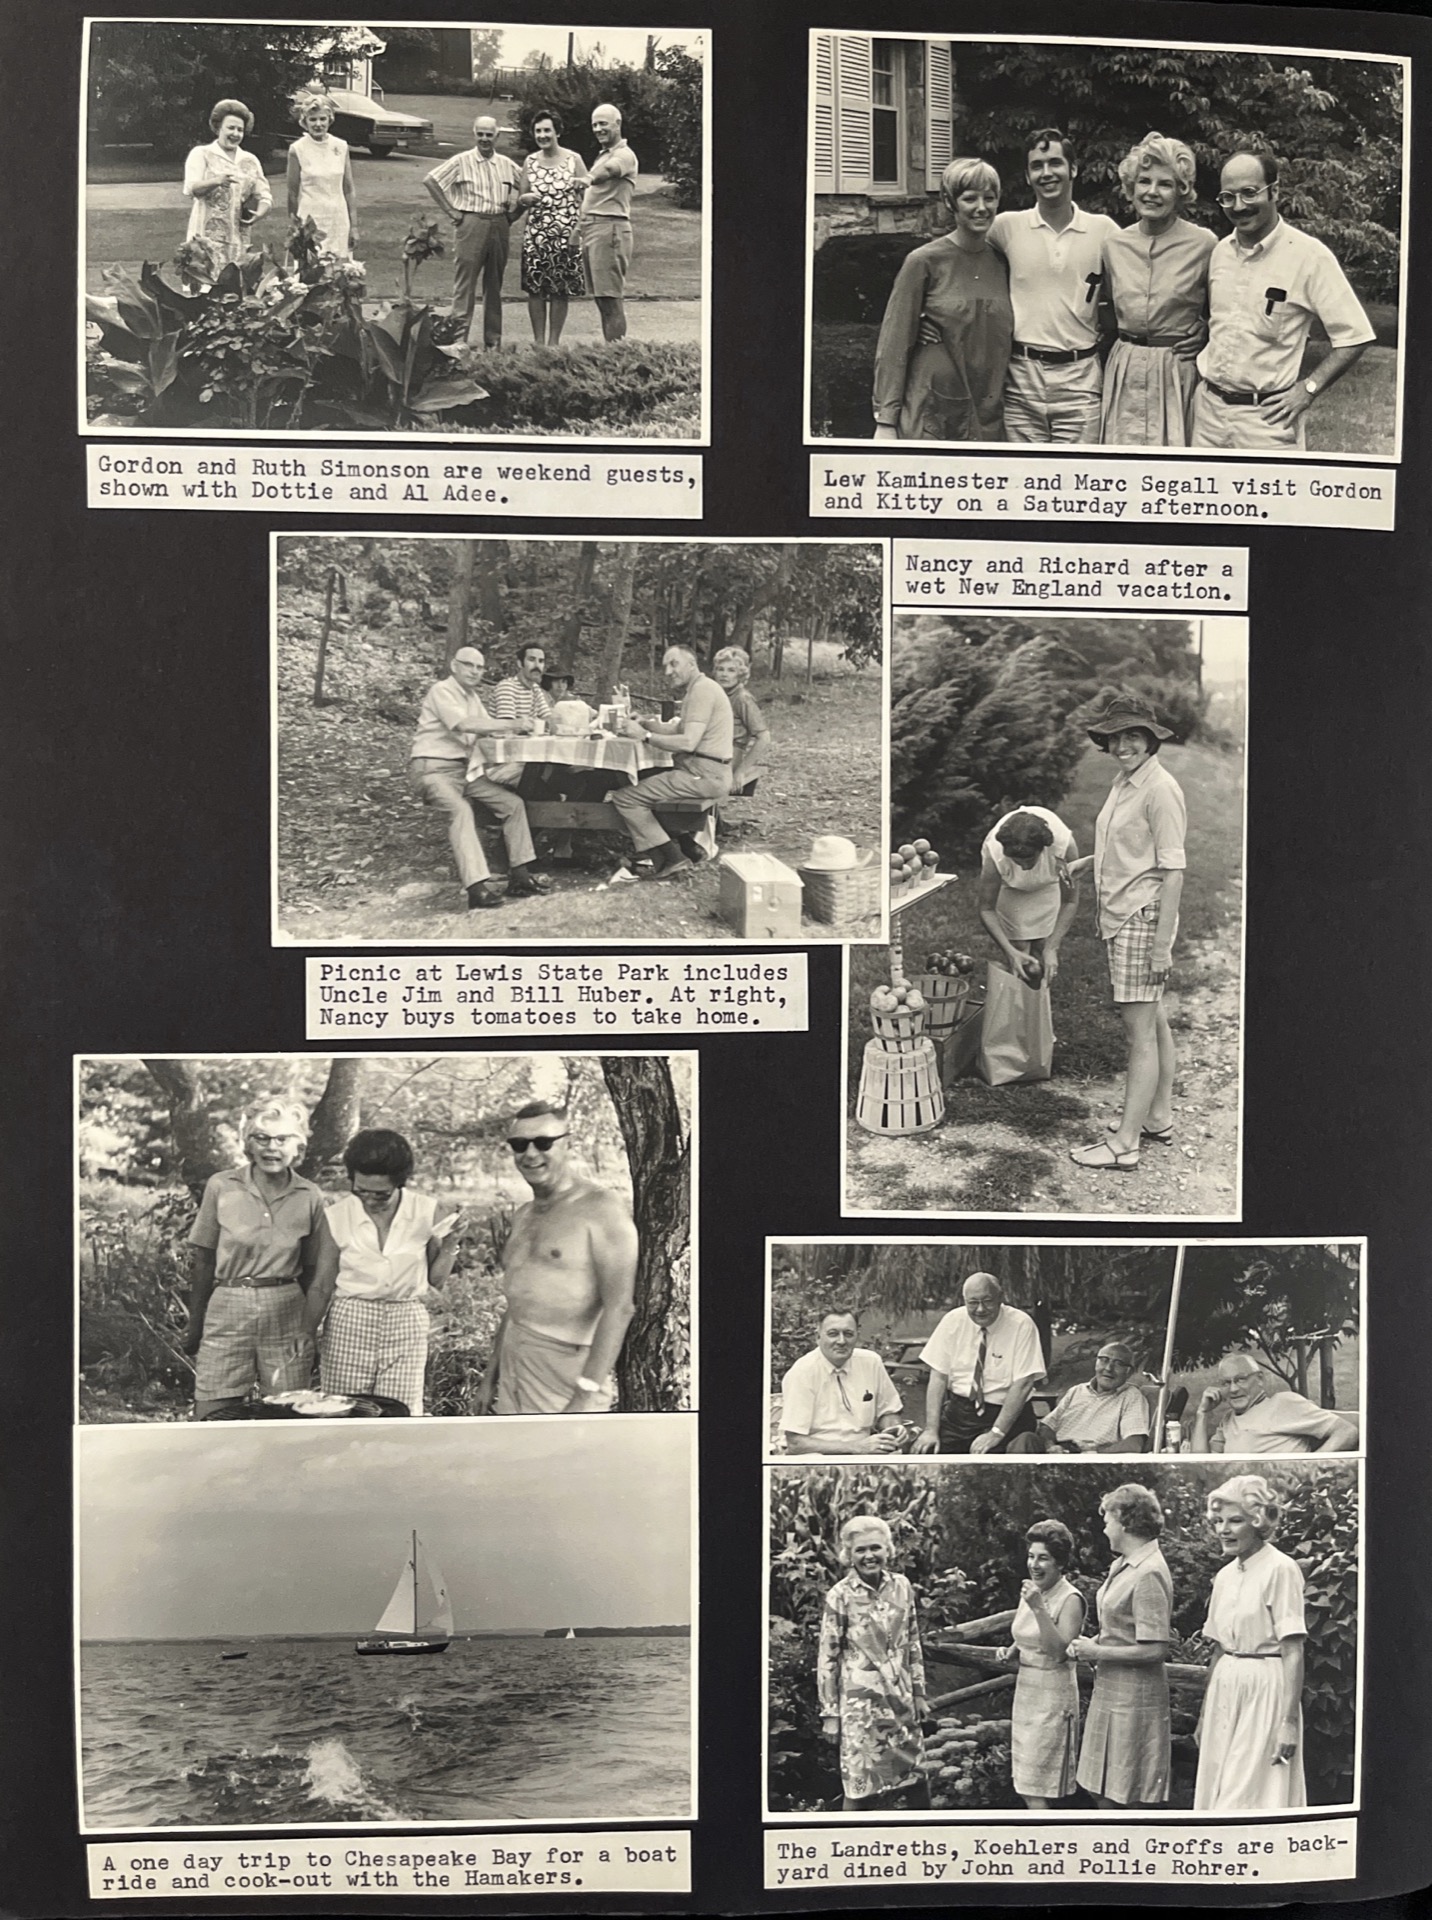 Gordon and Ruth Simonson are weekend guests,
shown with Dottie and Al Adee.
Lew Kaminester and Marc Segall visit Gordon
and Kitty on a Saturday afternoon.
Nancy and Richard after a
wet New England vacation.
Picnic at Lewis State Park includes
Uncle Jim and Bill Huber. At right,
Nancy buys tomatoes to take home.
A one day trip to Chesapeake Bay for a boat
ride and cook-out with the Hamakers.
The Landreths, Koehlers and Groffs are back-
yard dined by John and Pollie Rohrer.